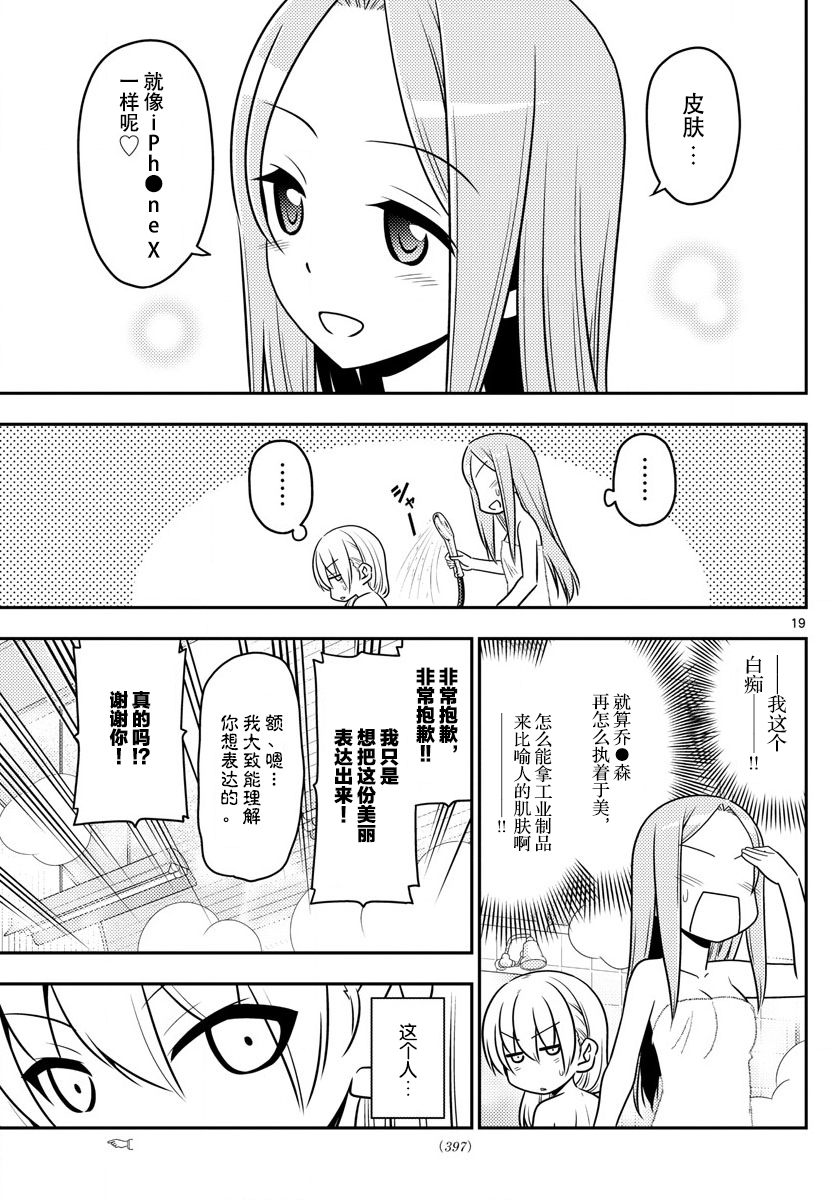 皮肤…
就像iPh●neX
一样呢♡
……
シャー
……
19
——我这个
白痴——!!
就算乔●森
再怎么执着于美，
怎么能拿工业制品
来比喻人的肌肤啊
——!!
非常抱歉，
非常抱歉!!
我只是
想把这份美丽
表达出来！
额、嗯…
我大致能理解
你想表达的。
真的吗!?
谢谢你！
这个人…
(397)